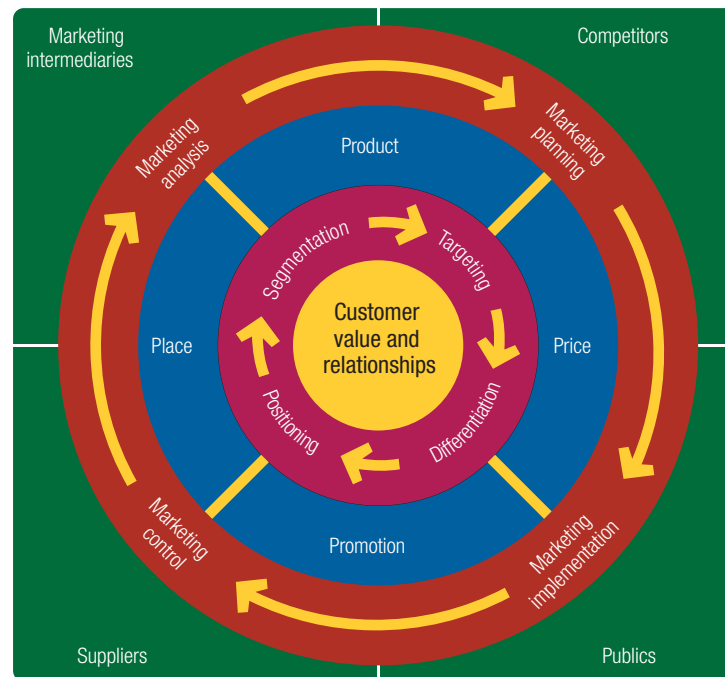 Marketing
intermediaries
Competitors
Marketing
analysis
Marketing
planning
Product
Segmentation
Targeting
Customer
value and
relationships
Place
Price
Positioning
Differentiation
Promotion
Marketing
control
Marketing
implementation
Suppliers
Publics